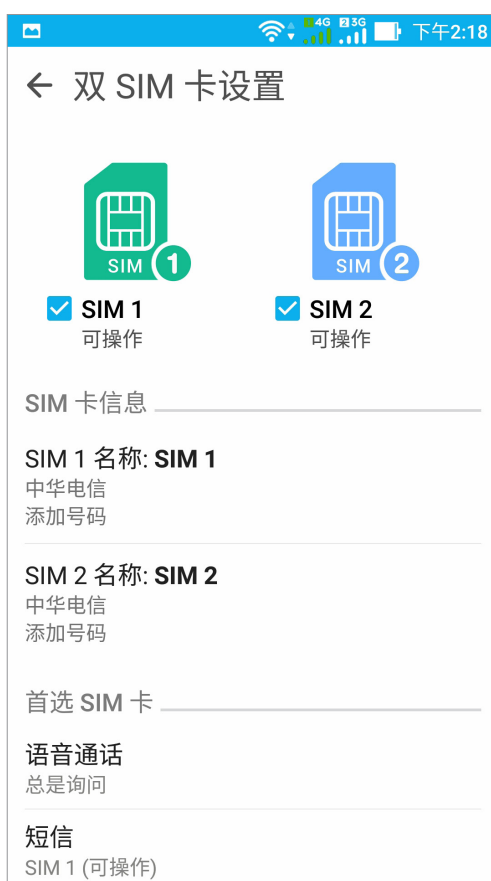 1 4G 2 3G 下午2:18
双 SIM 卡设置
SIM 1 SIM 2
SIM 1 SIM 2
可操作 可操作
SIM 卡信息
SIM 1 名称: SIM 1
中华电信
添加号码
SIM 2 名称: SIM 2
中华电信
添加号码
首选 SIM 卡
语音通话
总是询问
短信
SIM 1 (可操作)